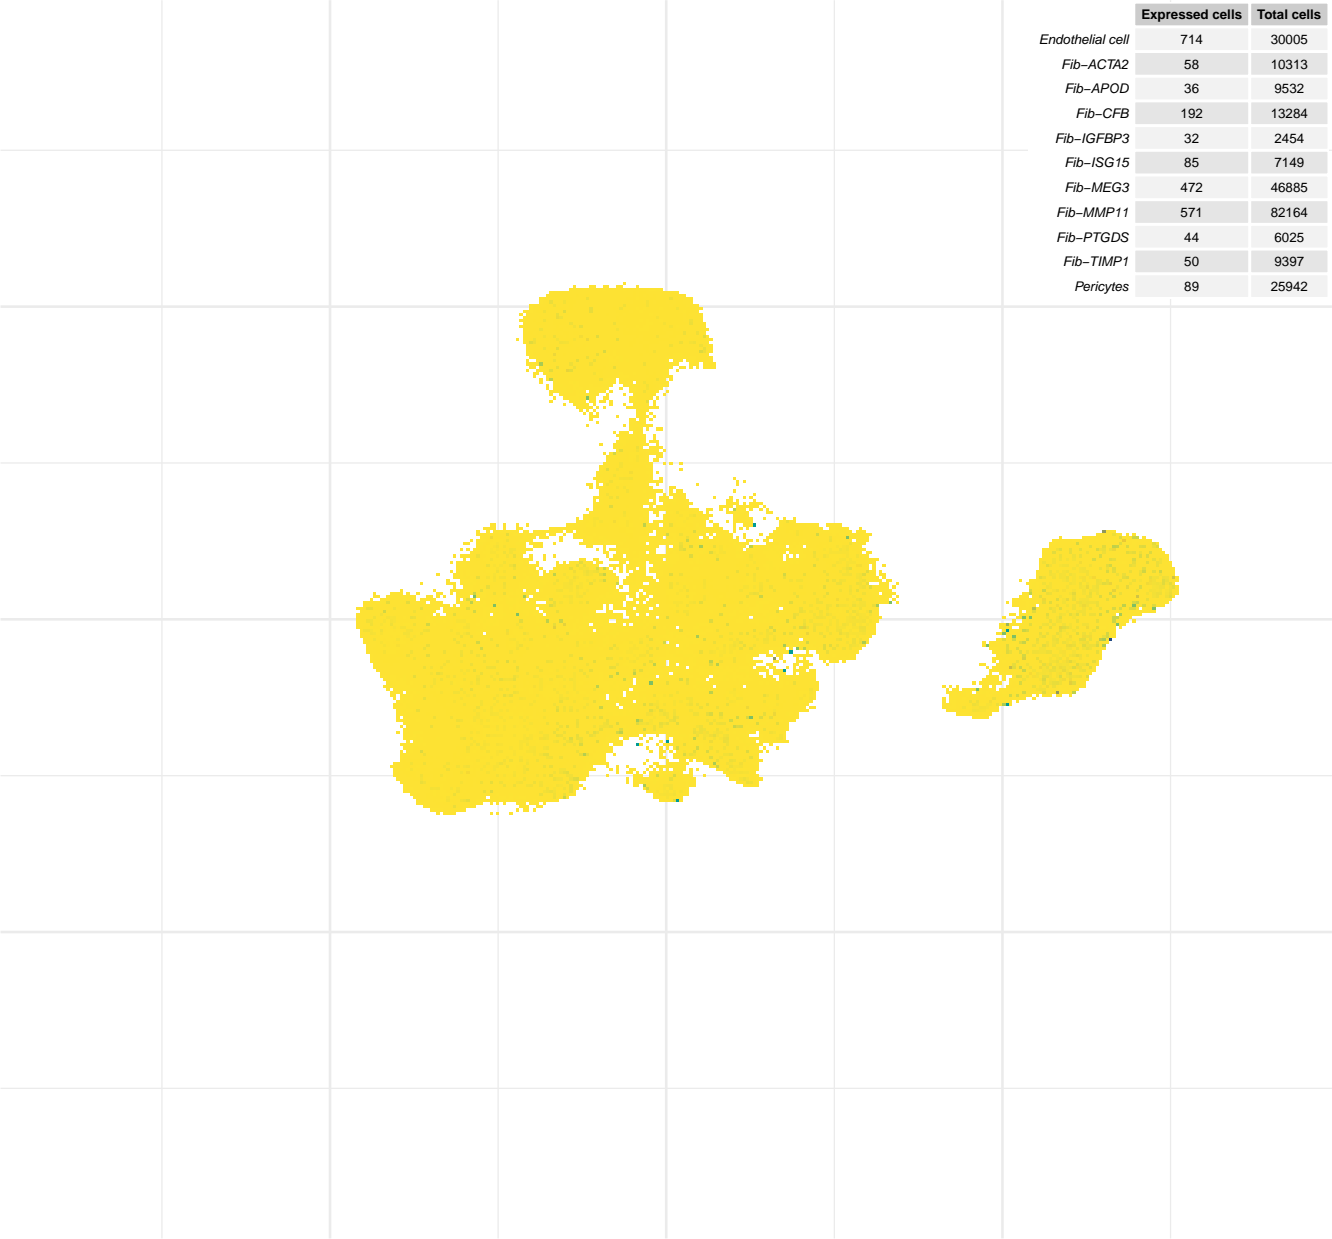 Expressed cells Total cells
Endothelial cell 714 30005
Fib−ACTA2 58 10313
Fib−APOD 36 9532
Fib−CFB 192 13284
Fib−IGFBP3 32 2454
Fib−ISG15 85 7149
Fib−MEG3 472 46885
Fib−MMP11 571 82164
Fib−PTGDS 44 6025
Fib−TIMP1 50 9397
Pericytes 89 25942